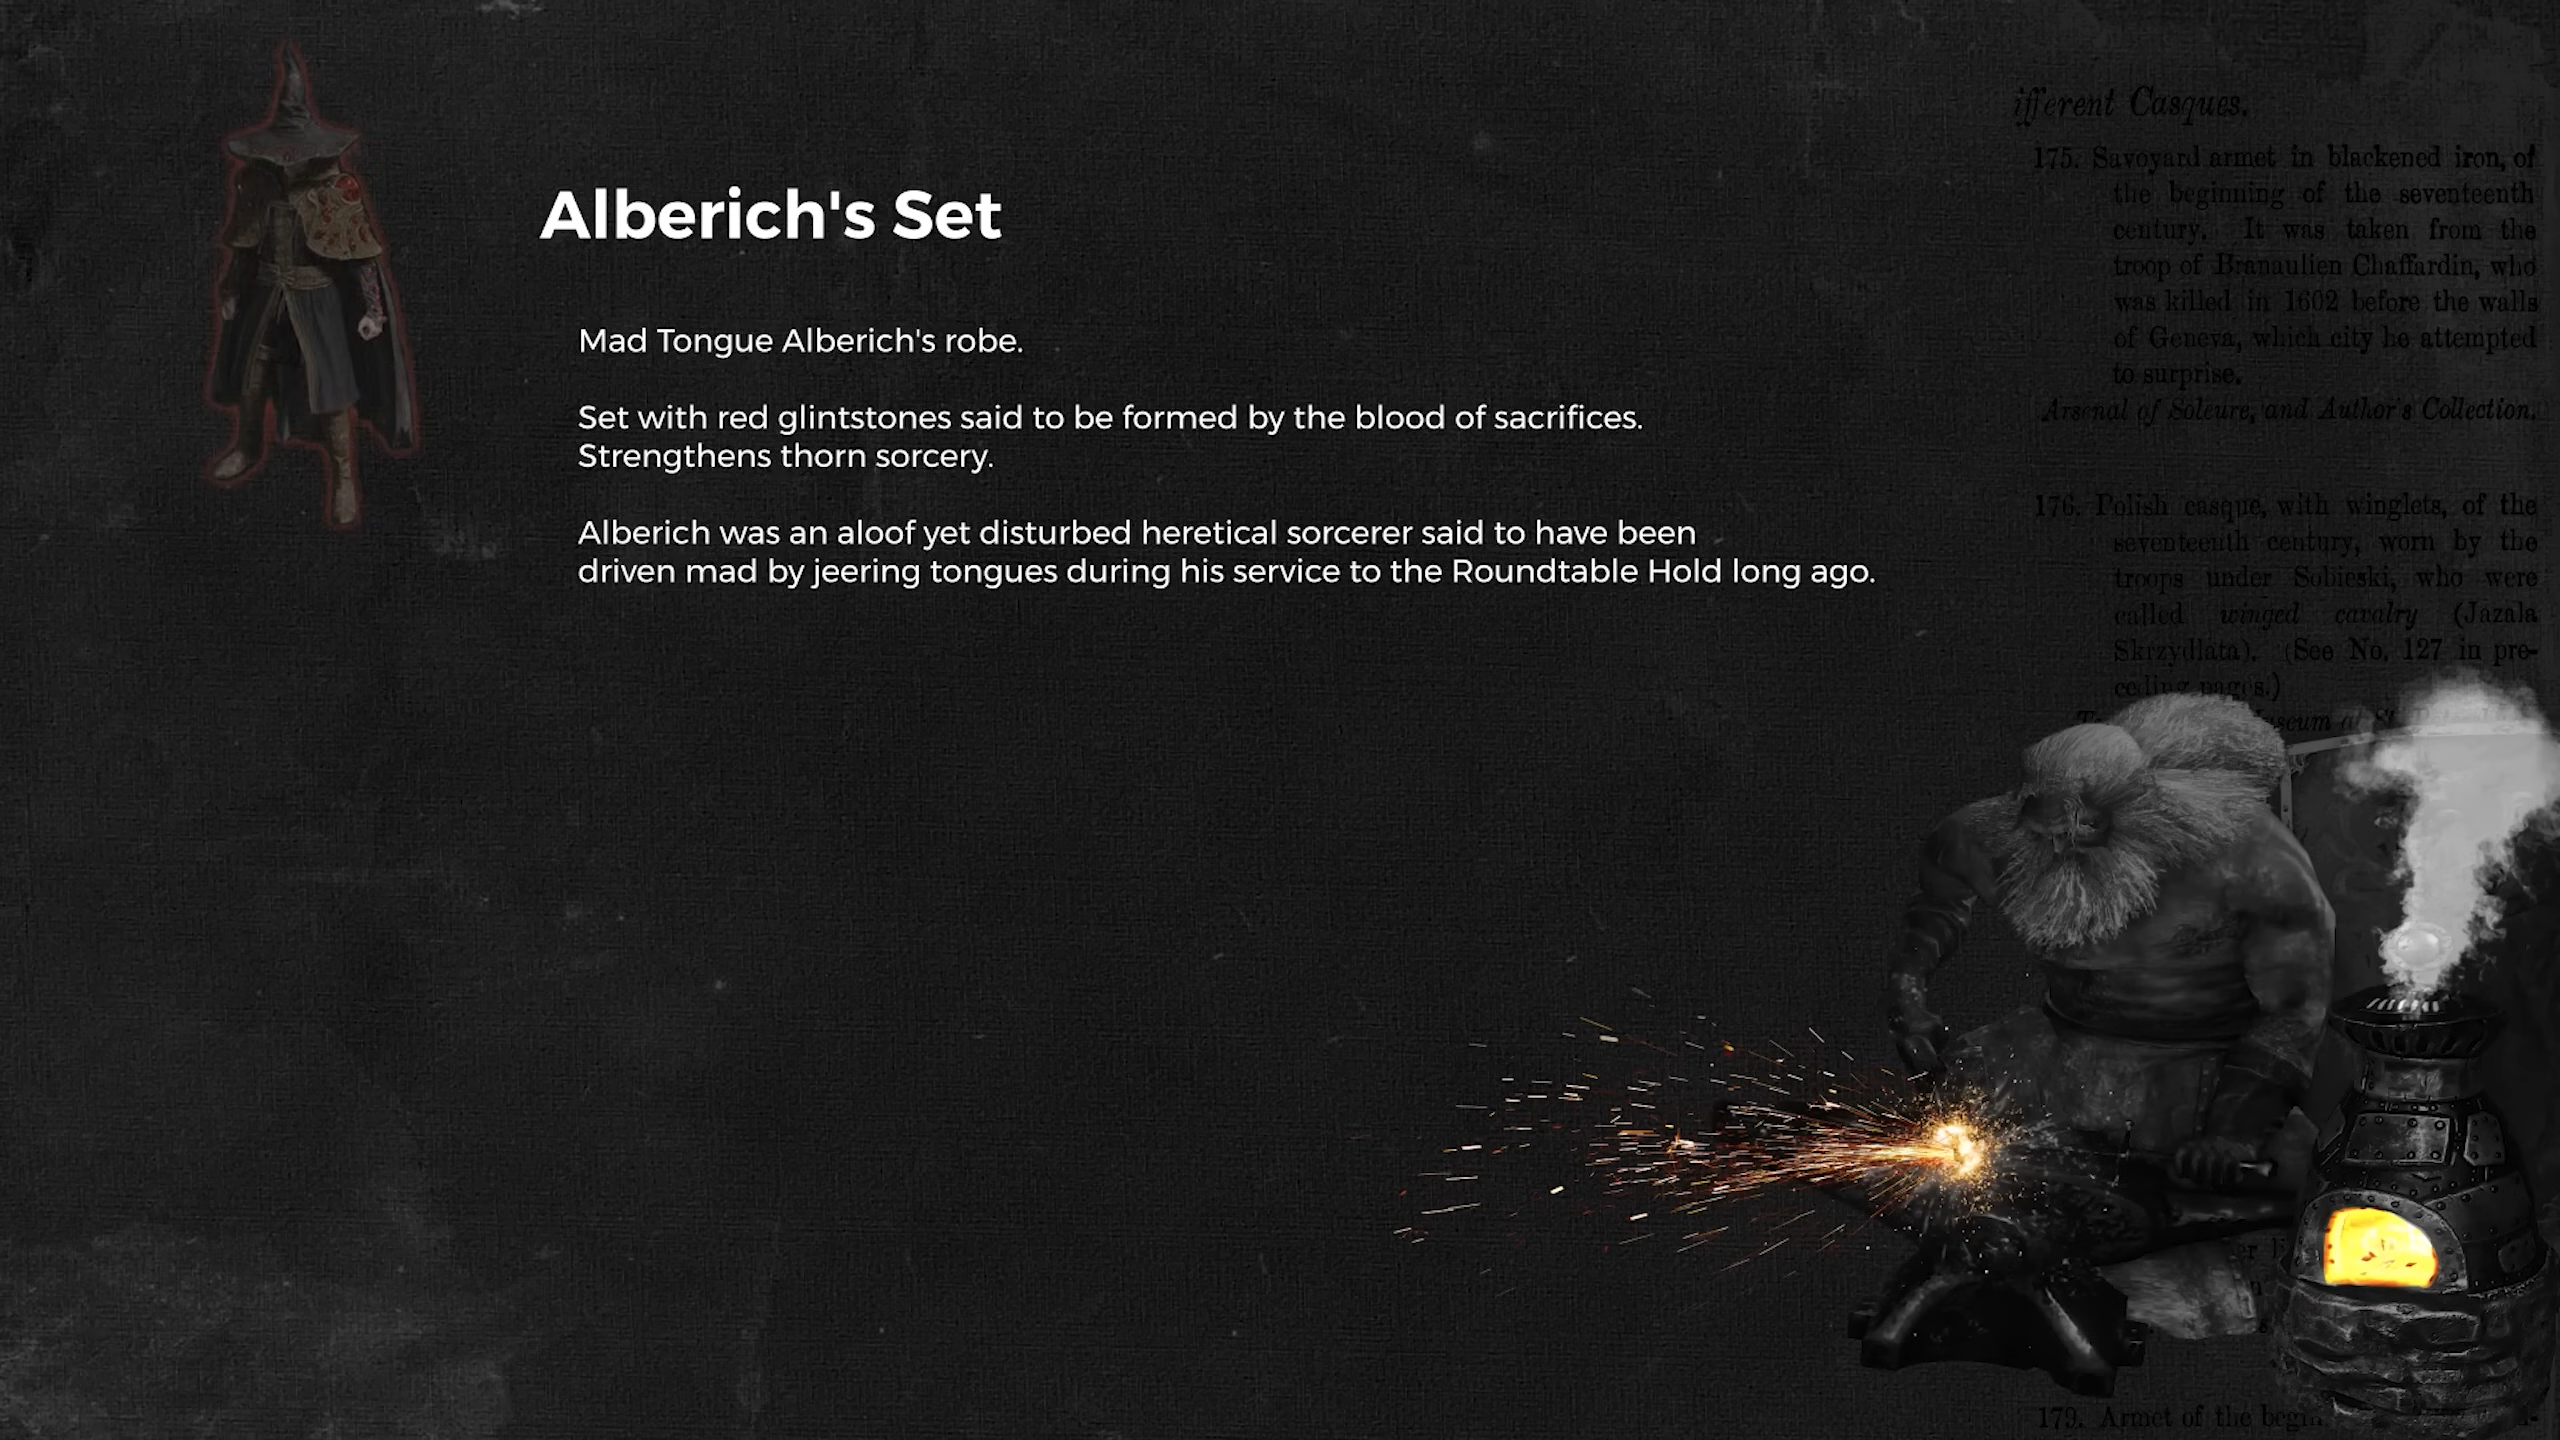 Alberich's Set
Mad Tongue Alberich's robe.
Set with red glintstones said to be formed by the blood of sacrifices.
Strengthens thorn sorcery.
Alberich was an aloof yet disturbed heretical sorcerer said to have been
driven mad by jeering tongues during his service to the Roundtable Hold long ago.
ifferent Casques.
175. Savoyard armet in blackened iron, of
the beginning of the seventeenth
century. It was taken from the
troop of Branaulien Chaffardin, who
was killed in 1602 before the walls
of Geneva, which city he attempted
to surprise.
Arsenal of Soleure, and Author's Collection.
176. Polish casque, with winglets, of the
seventeenth century, worn by the
troops under Sobieski, who were
called winged cavalry (Jazala
Skrzydlata). (See No. 127 in pre-
ceding pages.)
179. Armet of the